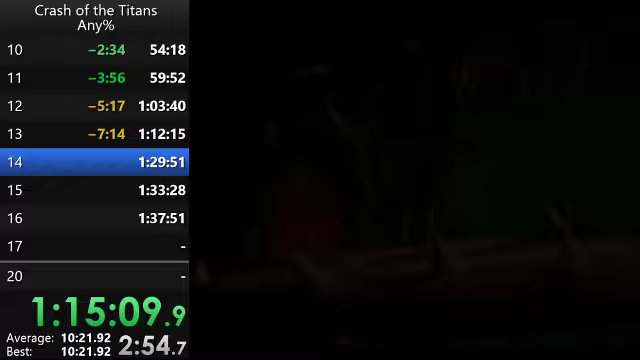 Crash of the Titans
Any%
10 −2:34 54:18
11 −3:56 59:52
12 −5:17 1:03:40
13 −7:14 1:12:15
14 1:29:51
15 1:33:28
16 1:37:51
17 -
20 -
1:15:09.9
Average: 10:21.92
Best: 10:21.92
2:54.7